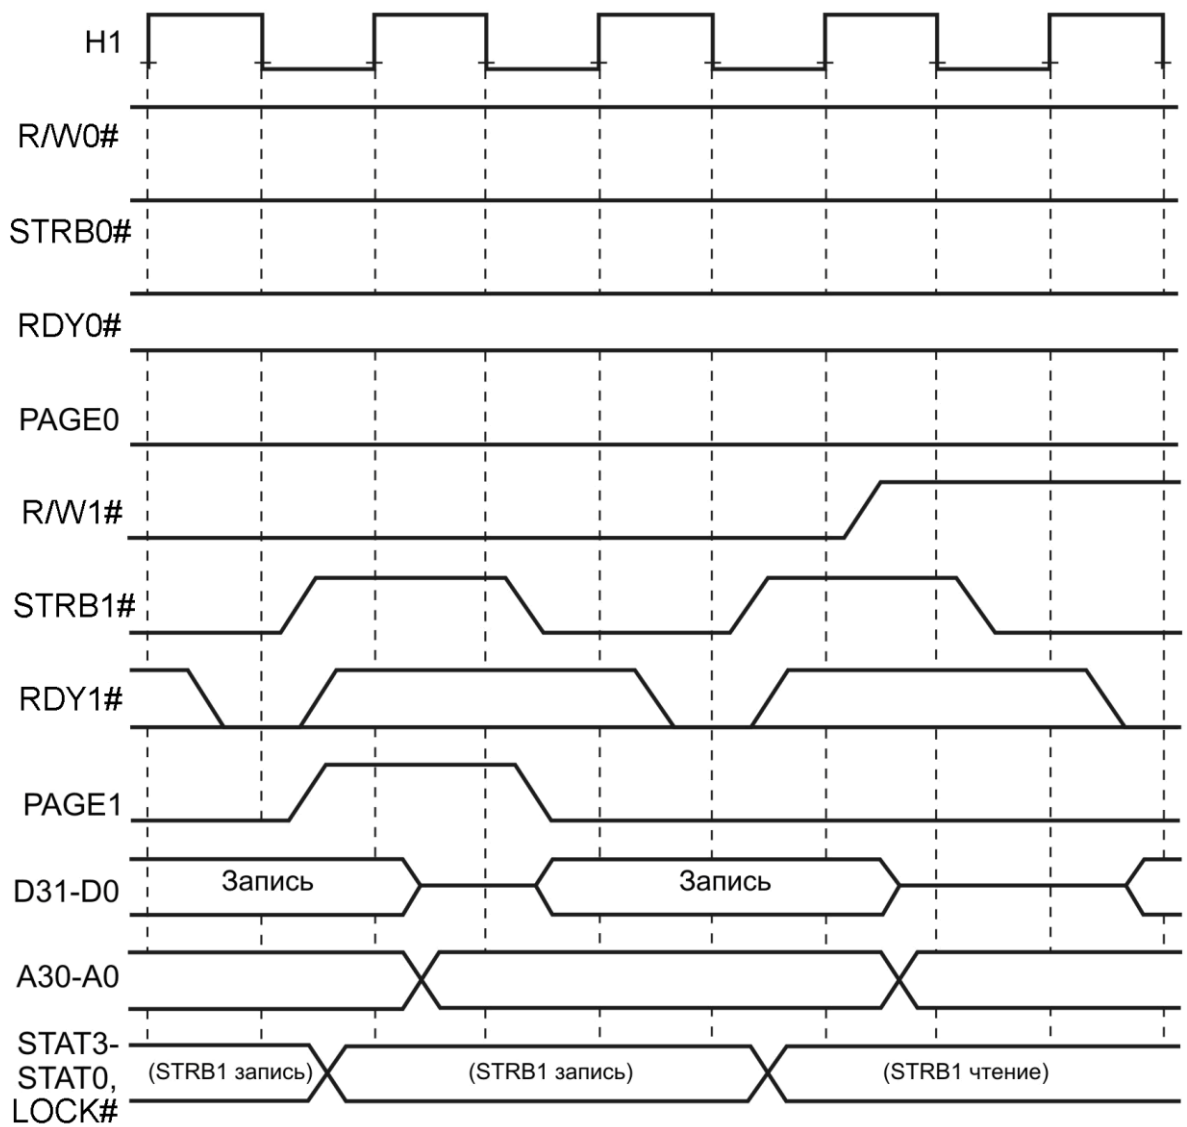 H1
R/W0#
STRB0#
RDY0#
PAGE0
R/W1#
STRB1#
RDY1#
PAGE1
D31-D0
Запись
Запись
A30-A0
STAT3-
STAT0,
LOCK#
(STRB1 запись)
(STRB1 запись)
(STRB1 чтение)